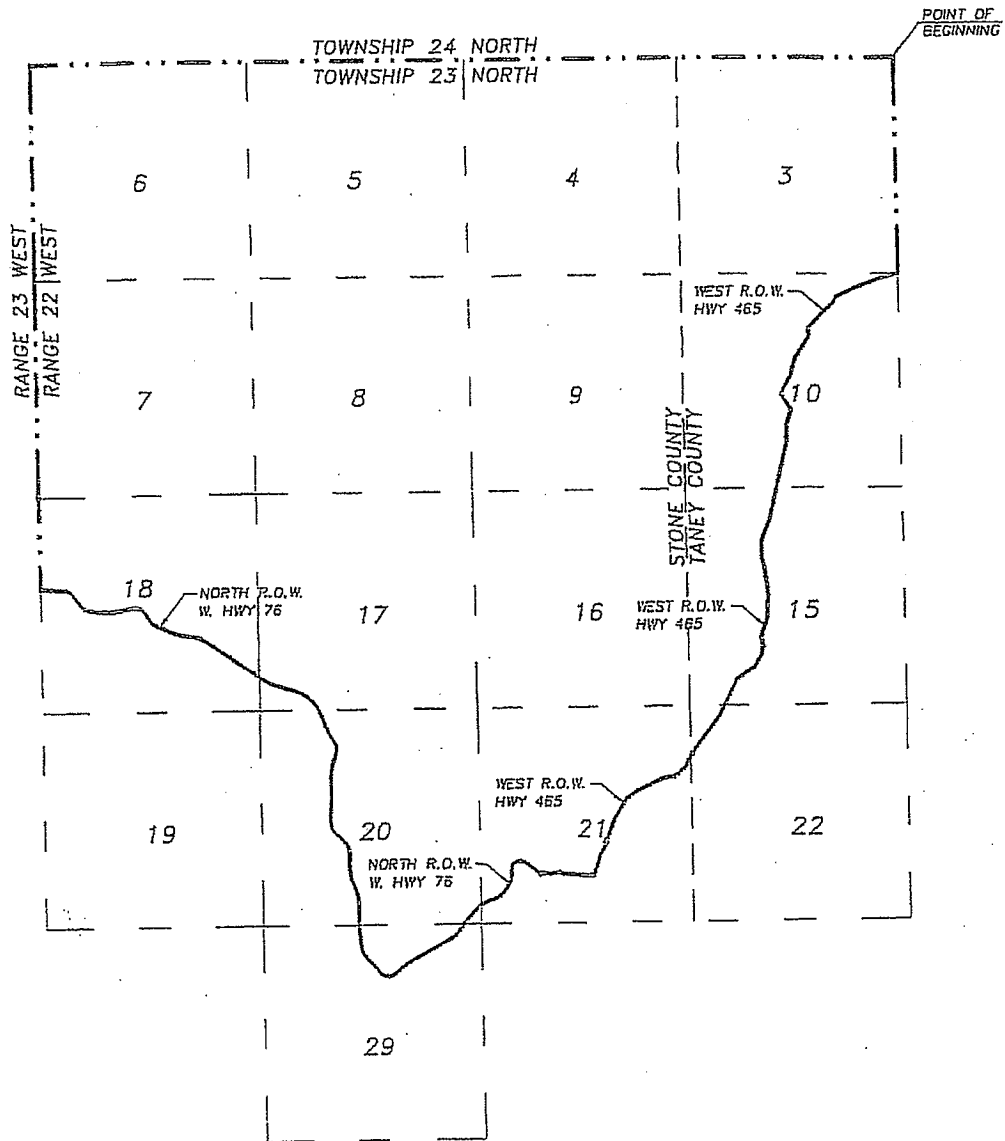 POINT OF
BEGINNING
TOWNSHIP 24 NORTH
TOWNSHIP 23 NORTH
6
5
4
3
RANGE 23 WEST
RANGE 22 WEST
WEST R.O.W.
HWY 465
7
8
9
10
STONE COUNTY
TANEY COUNTY
18
NORTH R.O.W.
W. HWY 76
17
16
WEST R.O.W.
HWY 465
15
WEST R.O.W.
HWY 465
19
20
21
22
NORTH R.O.W.
W. HWY 76
29